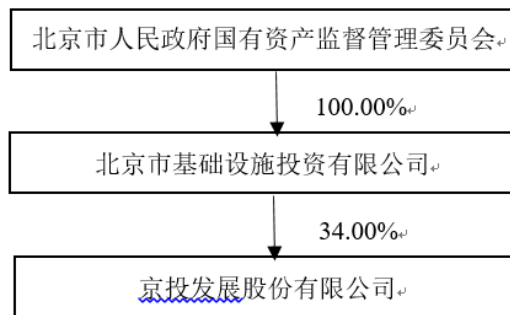 北京市人民政府国有资产监督管理委员会
100.00%
北京市基础设施投资有限公司
34.00%
京投发展股份有限公司